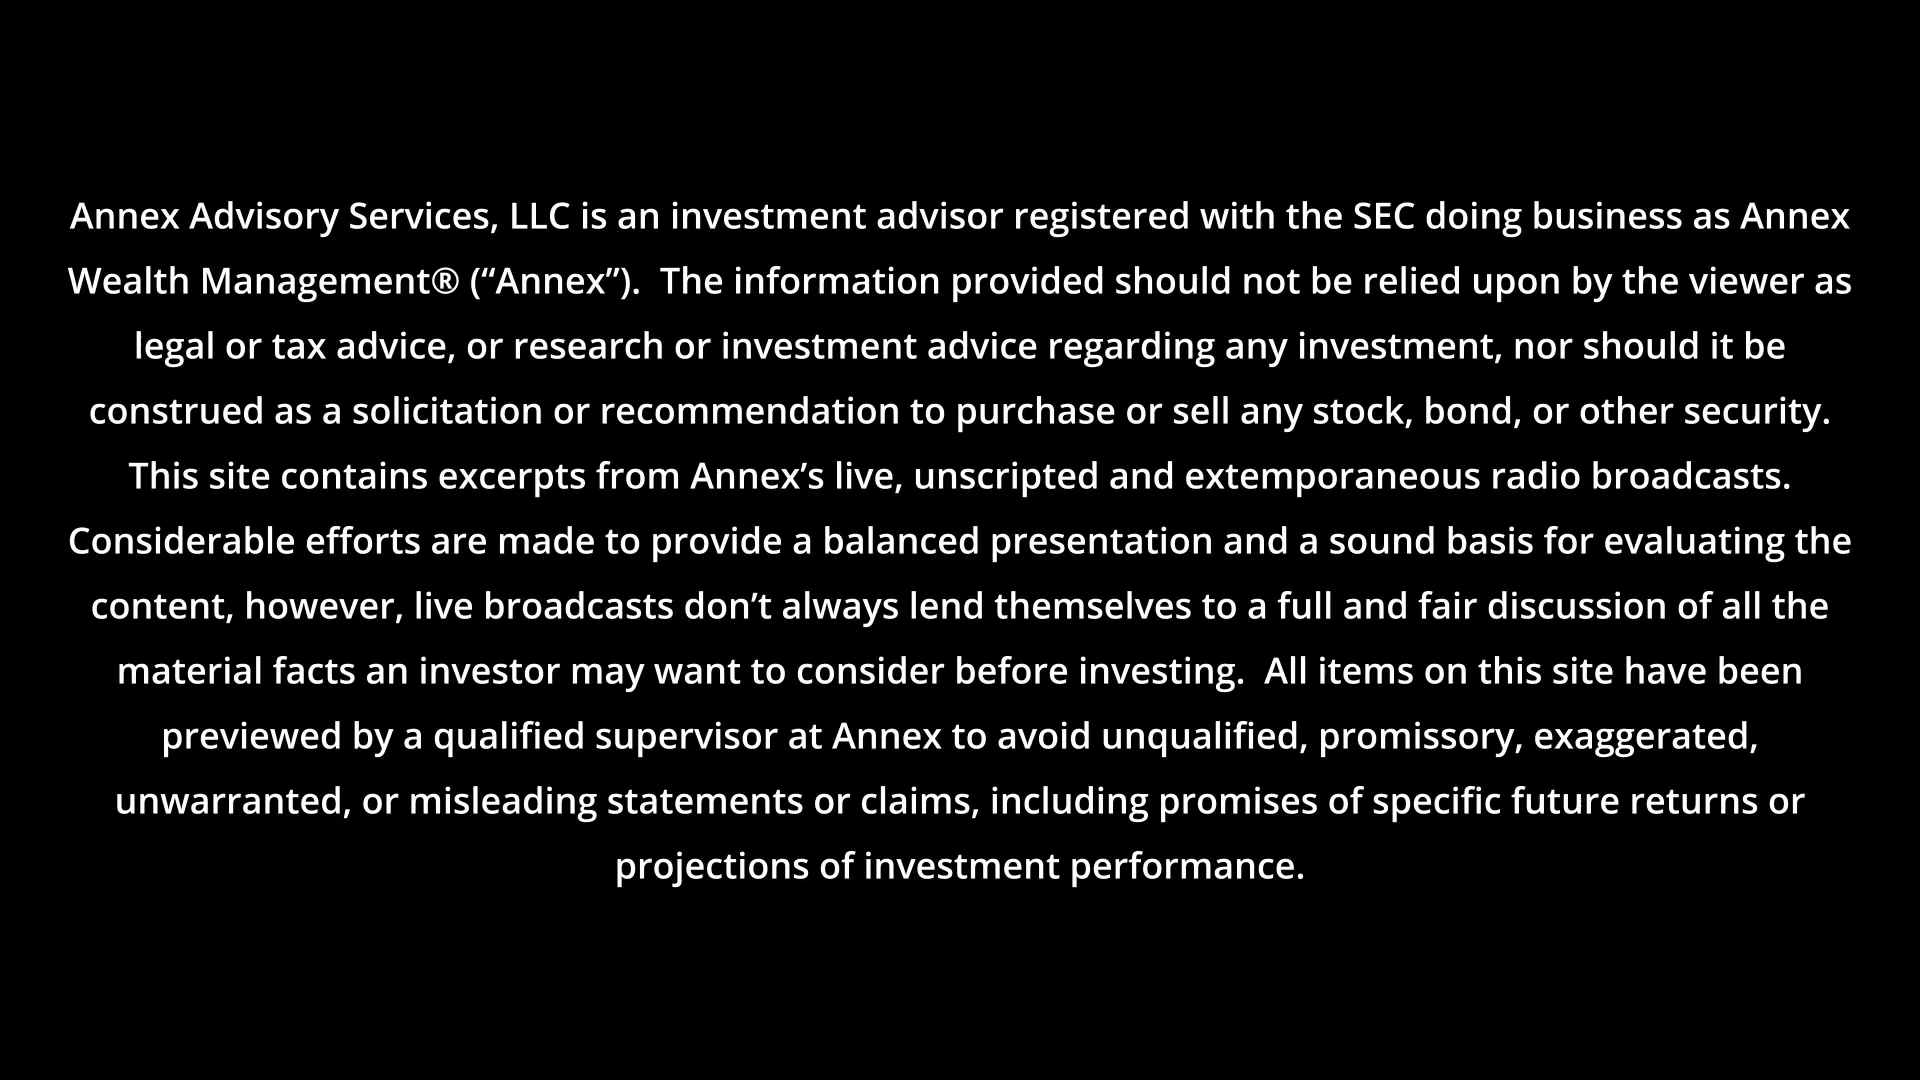 Annex Advisory Services, LLC is an investment advisor registered with the SEC doing business as Annex
Wealth Management® (“Annex”).  The information provided should not be relied upon by the viewer as
legal or tax advice, or research or investment advice regarding any investment, nor should it be
construed as a solicitation or recommendation to purchase or sell any stock, bond, or other security.
This site contains excerpts from Annex’s live, unscripted and extemporaneous radio broadcasts.
Considerable efforts are made to provide a balanced presentation and a sound basis for evaluating the
content, however, live broadcasts don’t always lend themselves to a full and fair discussion of all the
material facts an investor may want to consider before investing.  All items on this site have been
previewed by a qualified supervisor at Annex to avoid unqualified, promissory, exaggerated,
unwarranted, or misleading statements or claims, including promises of specific future returns or
projections of investment performance.